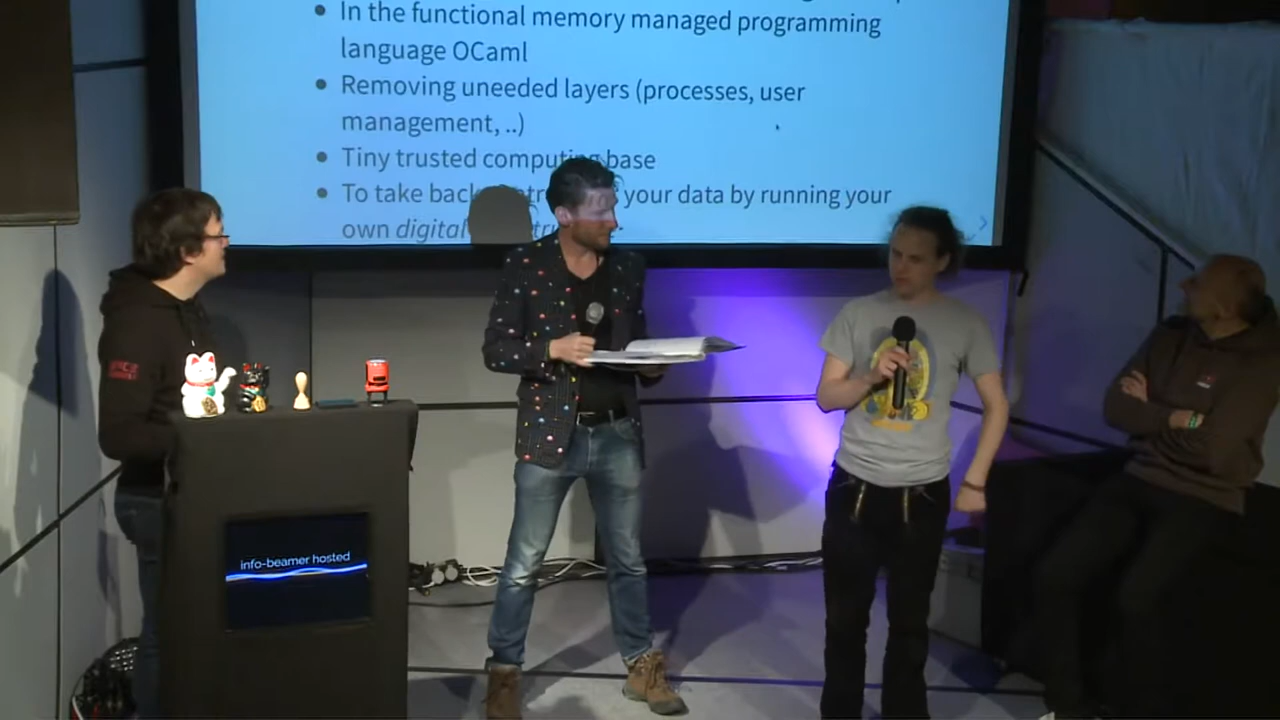 In the functional memory managed programming
language OCaml
Removing uneeded layers (processes, user
management, ..)
Tiny trusted computing base
To take back your data by running your
own digital
info-beamer hosted